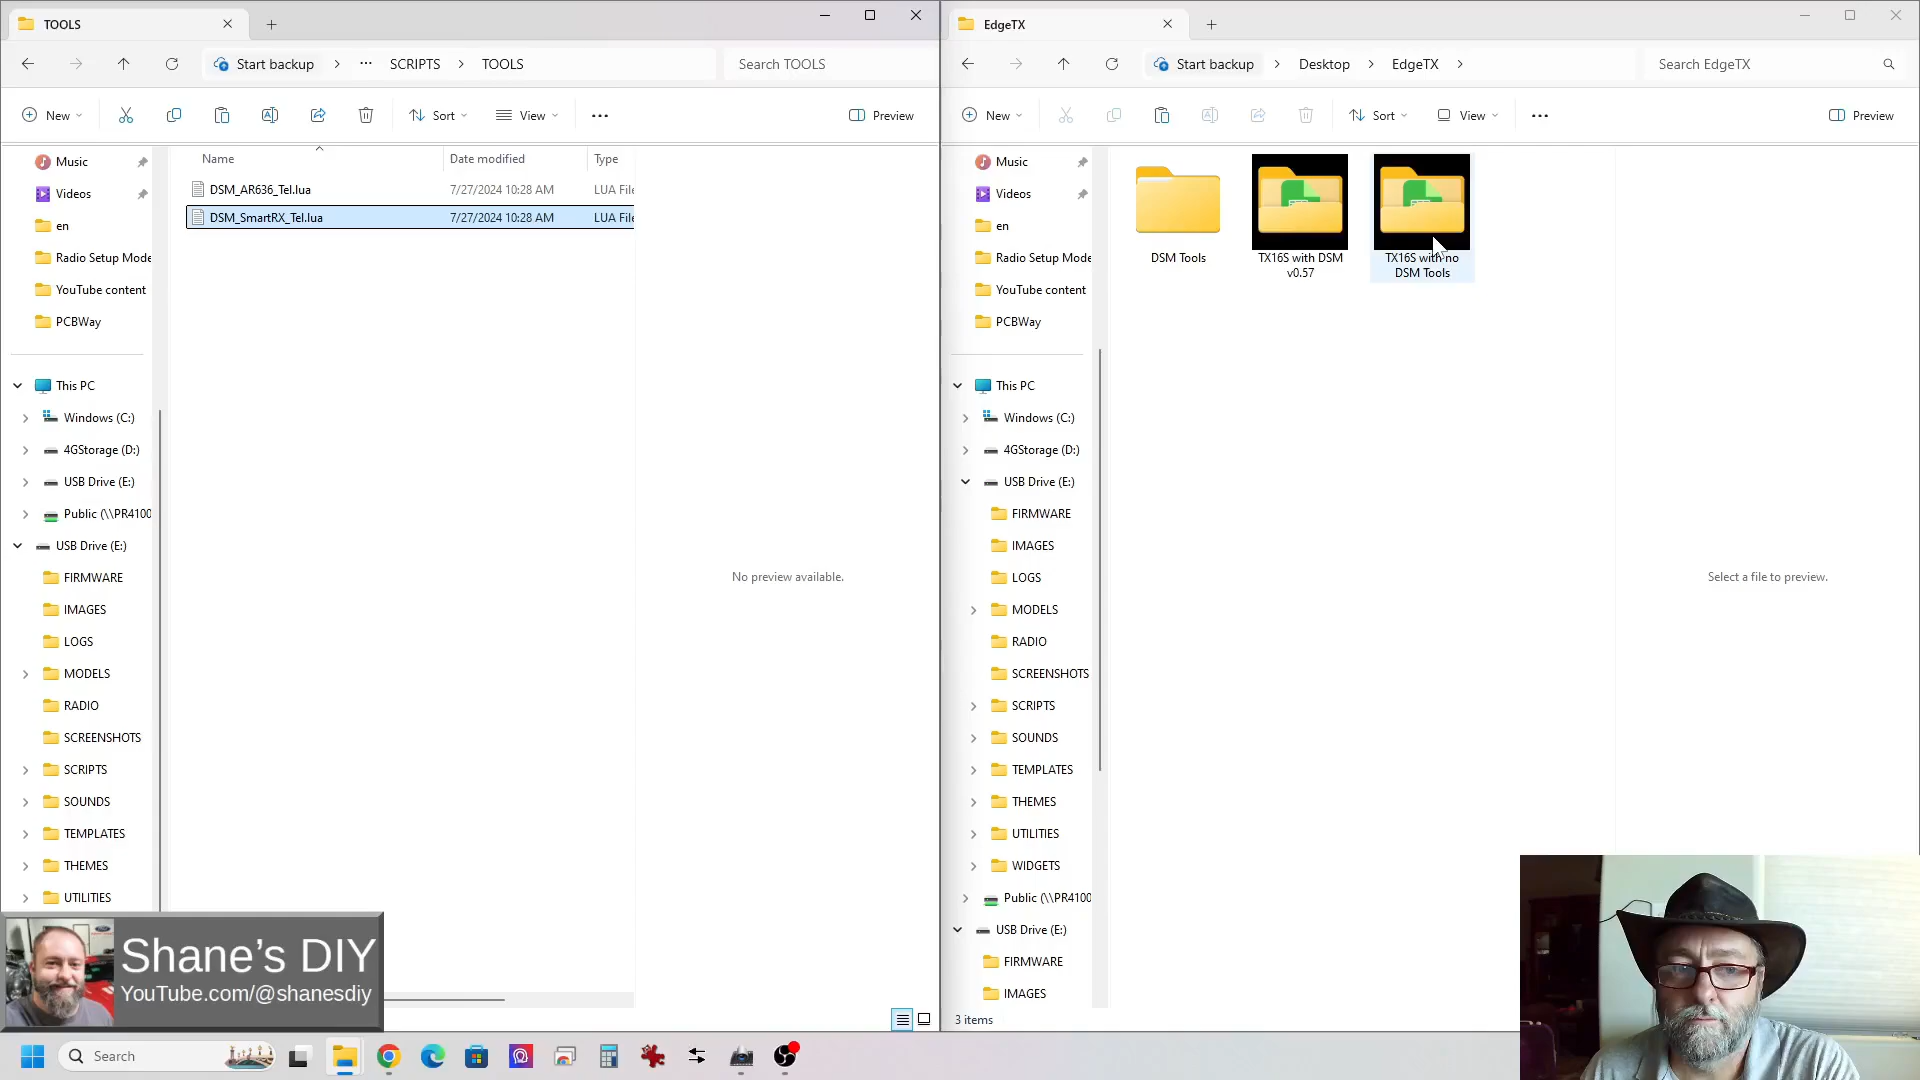 TOOLS
Start backup
SCRIPTS
TOOLS
Search TOOLS
New
Sort
View
Preview
Music
Videos
en
Radio Setup Mode
YouTube content
PCBWay
This PC
Windows (C:)
4GStorage (D:)
USB Drive (E:)
Public (\\PR4100
USB Drive (E:)
FIRMWARE
IMAGES
LOGS
MODELS
RADIO
SCREENSHOTS
SCRIPTS
SOUNDS
TEMPLATES
THEMES
UTILITIES
Name
Date modified
Type
DSM_AR636_Tel.lua
7/27/2024 10:28 AM
LUA File
DSM_SmartRX_Tel.lua
7/27/2024 10:28 AM
LUA File
No preview available.
EdgeTX
Start backup
Desktop
EdgeTX
Search EdgeTX
New
Sort
View
Preview
Music
Videos
en
Radio Setup Mode
YouTube content
PCBWay
This PC
Windows (C:)
4GStorage (D:)
USB Drive (E:)
FIRMWARE
IMAGES
LOGS
MODELS
RADIO
SCREENSHOTS
SCRIPTS
SOUNDS
TEMPLATES
THEMES
UTILITIES
WIDGETS
Public (\\PR4100
USB Drive (E:)
FIRMWARE
IMAGES
DSM Tools
TX16S with DSM
v0.57
TX16S with no
DSM Tools
Select a file to preview.
3 items
Shane's DIY
YouTube.com/@shanesdiy
Search